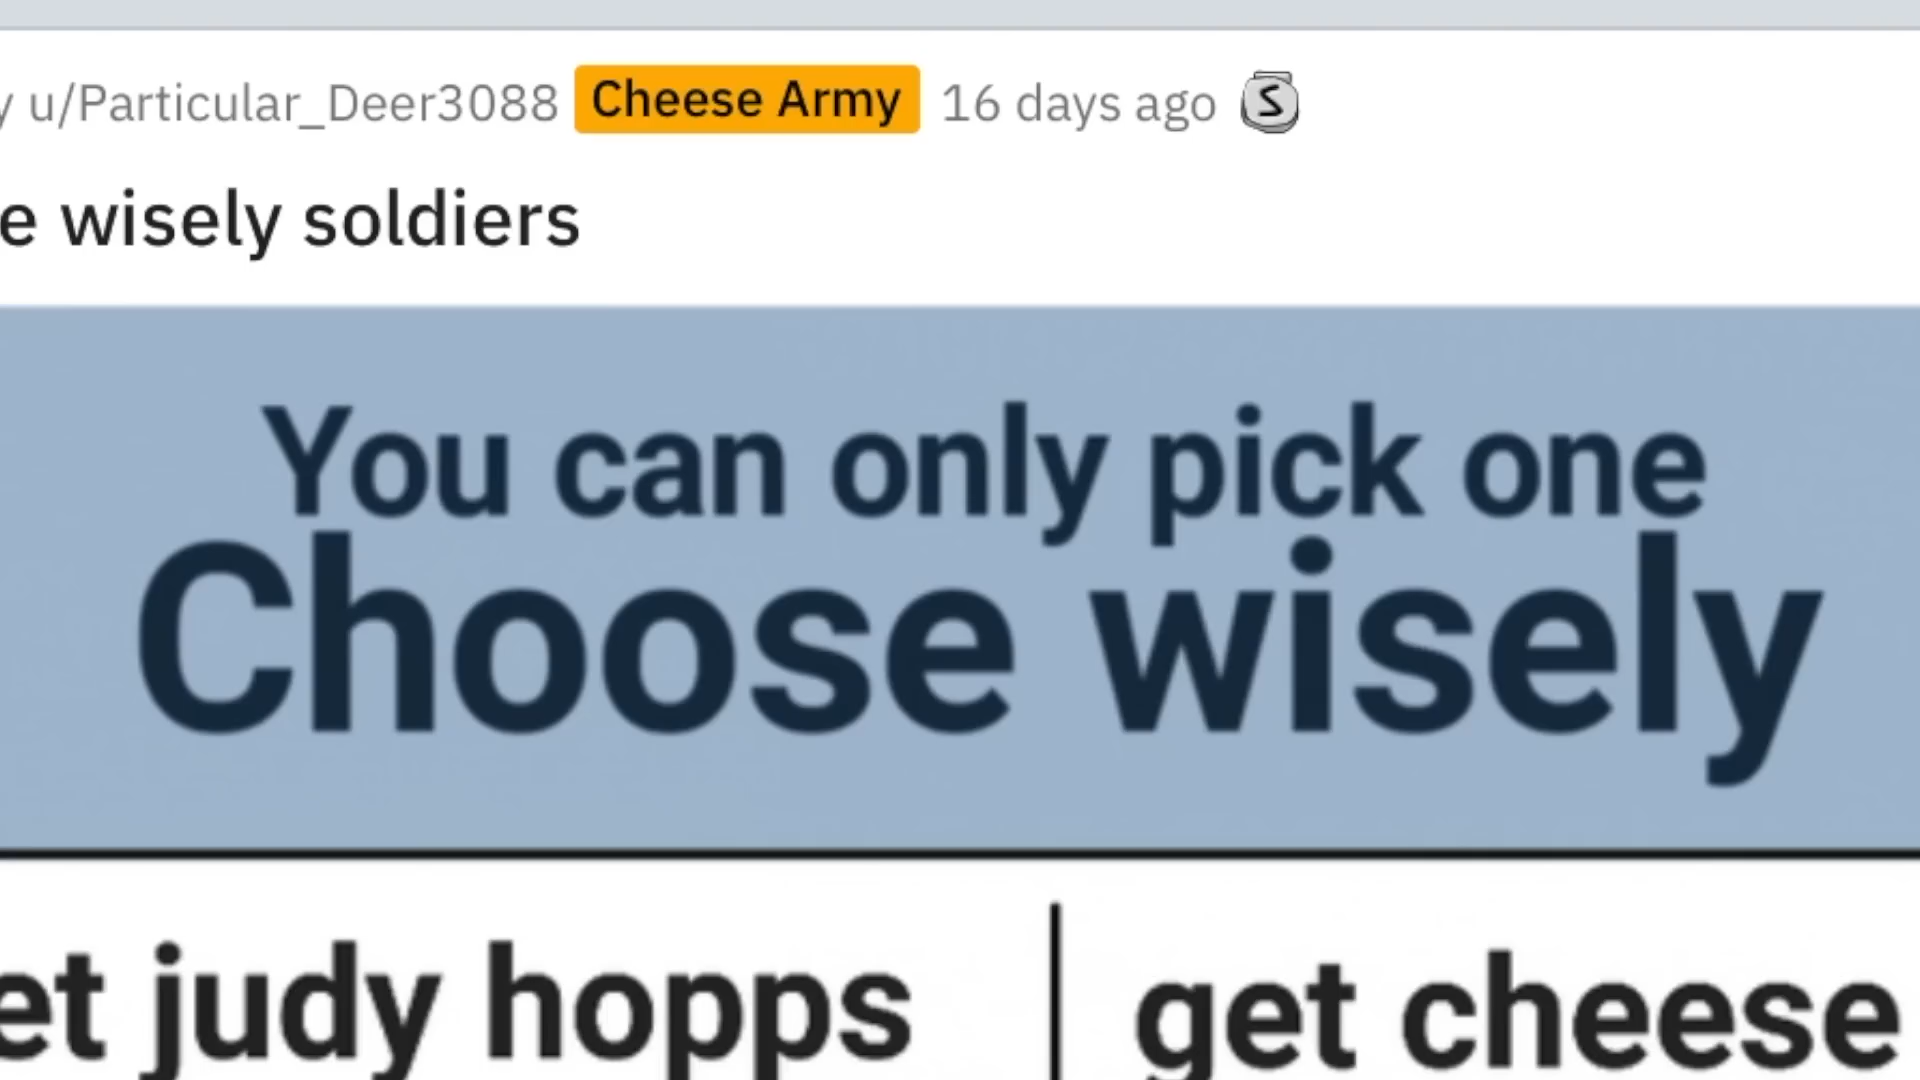 y u/Particular_Deer3088 Cheese Army 16 days ago S
e wisely soldiers
You can only pick one
Choose wisely
et judy hopps
get cheese